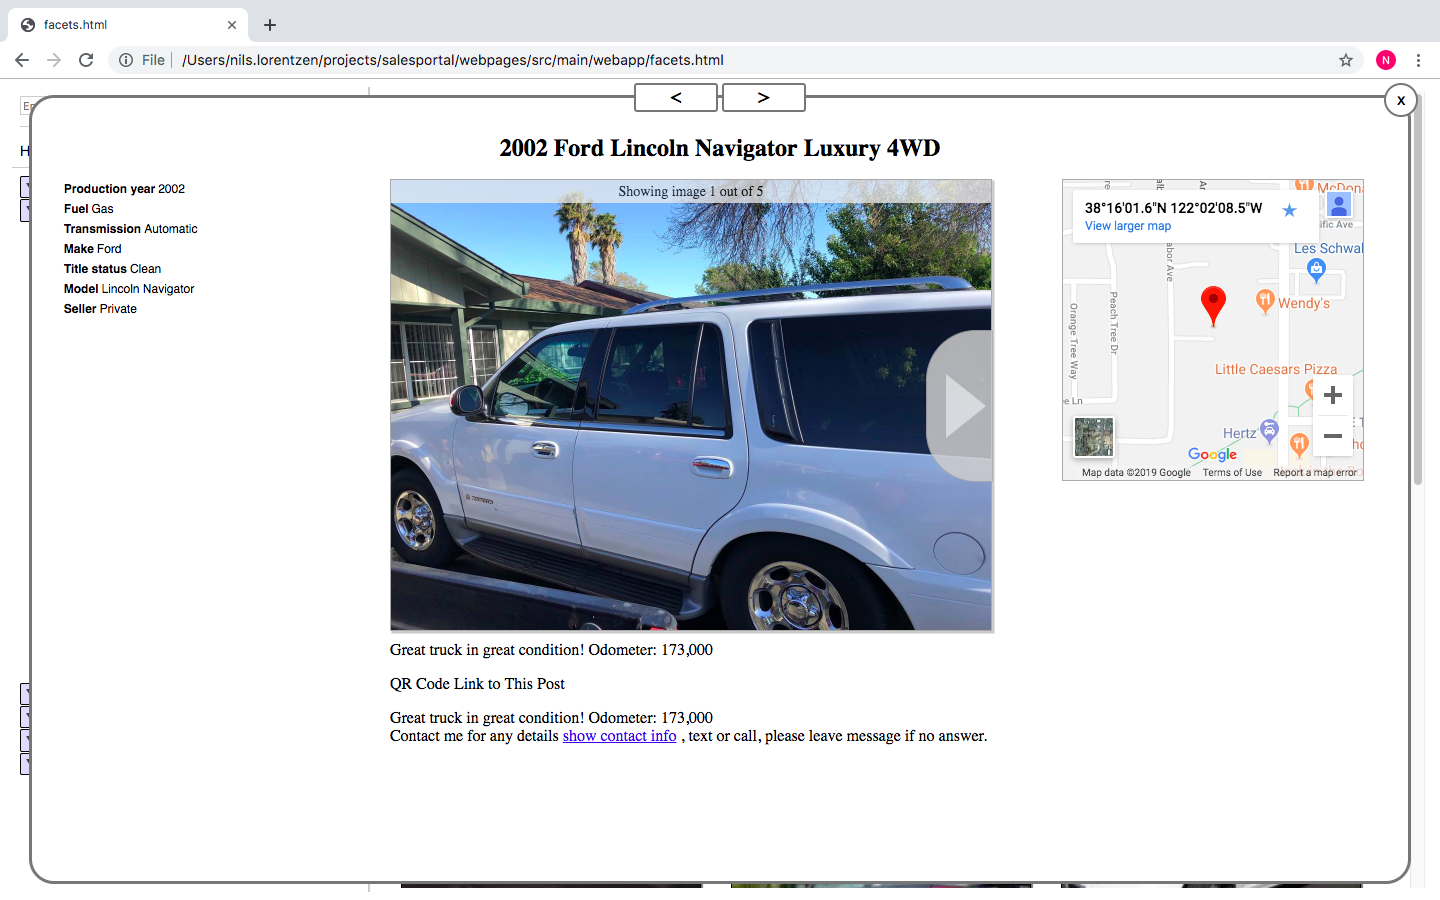 facets.html
File
/Users/nils.lorentzen/projects/salesportal/webpages/src/main/webapp/facets.html
N
< >
x
2002 Ford Lincoln Navigator Luxury 4WD
Production year 2002
Fuel Gas
Transmission Automatic
Make Ford
Title status Clean
Model Lincoln Navigator
Seller Private
Showing image 1 out of 5
38°16'01.6"N 122°02'08.5"W
View larger map
McDona
ific Ave
Les Schwal
abor Ave
Peach Tree Dr
Orange Tree Way
Wendy's
Little Caesars Pizza
e Ln
Hertz
Google
Map data ©2019 Google Terms of Use Report a map error
Great truck in great condition! Odometer: 173,000
QR Code Link to This Post
Great truck in great condition! Odometer: 173,000
Contact me for any details show contact info , text or call, please leave message if no answer.